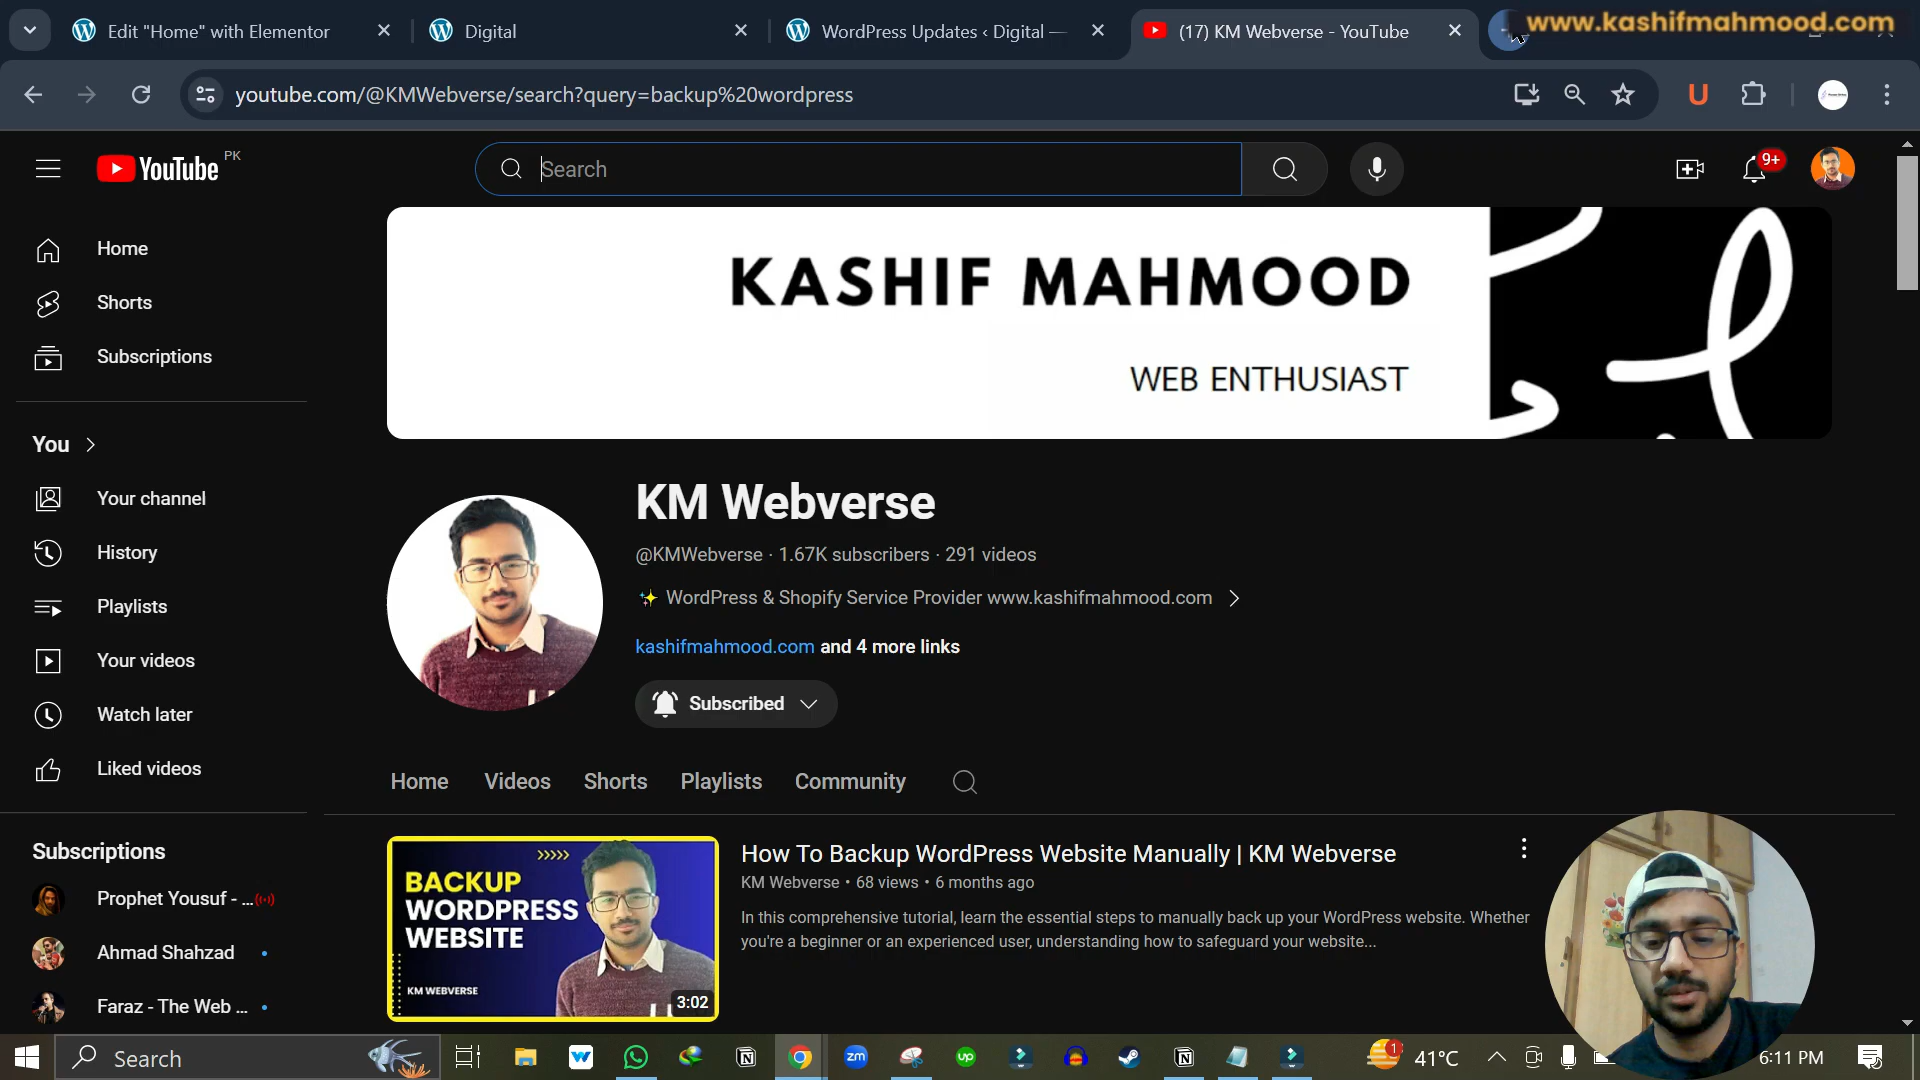 Edit "Home" with Elementor
Digital
WordPress Updates ‹ Digital —
(17) KM Webverse - YouTube
www.kashifmahmood.com
youtube.com/@KMWebverse/search?query=backup%20wordpress
U
YouTube PK
Search
9+
Home
Shorts
Subscriptions
You
Your channel
History
Playlists
Your videos
Watch later
Liked videos
Subscriptions
Prophet Yousuf - ...
Ahmad Shahzad
Faraz - The Web ...
KASHIF MAHMOOD
WEB ENTHUSIAST
KM Webverse
@KMWebverse · 1.67K subscribers · 291 videos
✨ WordPress & Shopify Service Provider www.kashifmahmood.com
kashifmahmood.com and 4 more links
Subscribed
Home Videos Shorts Playlists Community
BACKUP
WORDPRESS
WEBSITE
KM WEBVERSE
3:02
How To Backup WordPress Website Manually | KM Webverse
KM Webverse • 68 views • 6 months ago
In this comprehensive tutorial, learn the essential steps to manually back up your WordPress website. Whether
you're a beginner or an experienced user, understanding how to safeguard your website...
Search
W
zm
N
up
N
1
41°C
6:11 PM